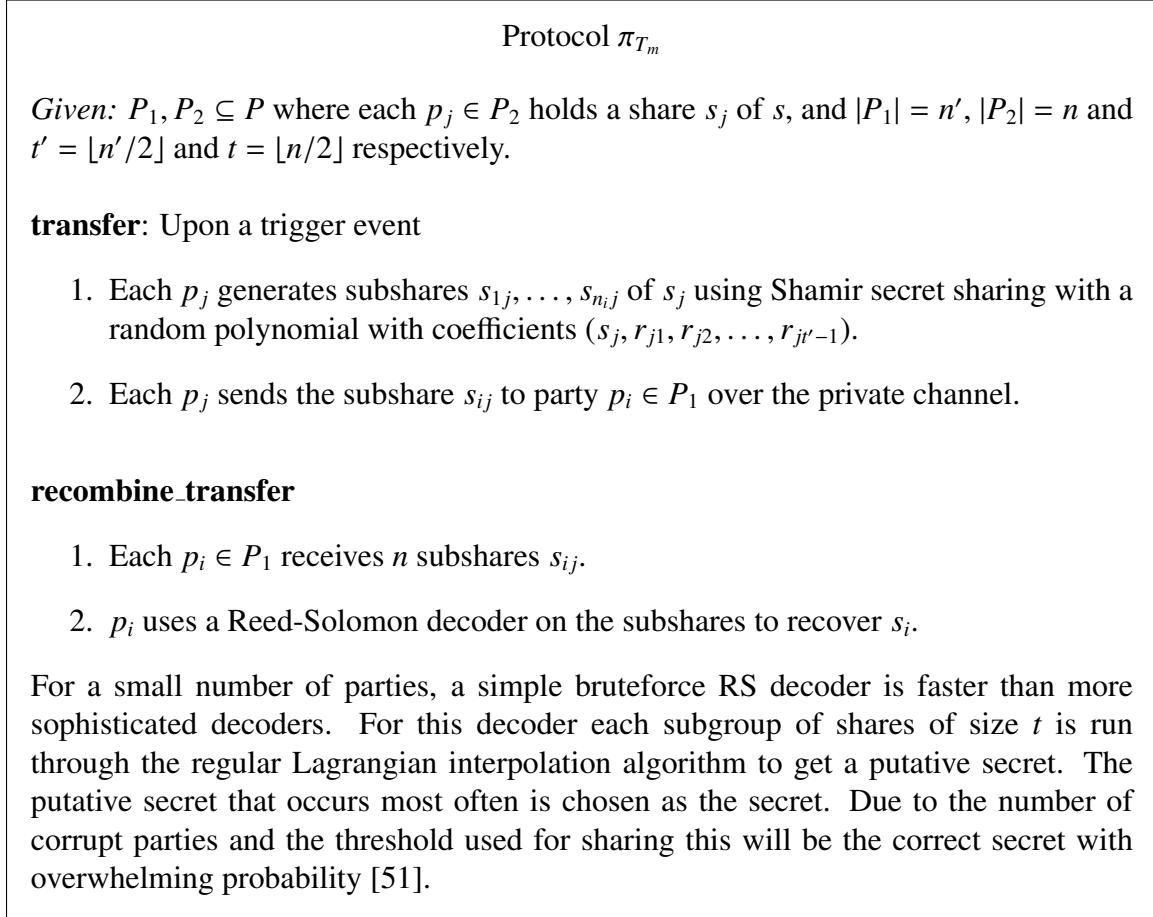 Protocol π_{T_m}
Given: P₁, P₂ ⊆ P where each p_j ∈ P₂ holds a share s_j of s, and |P₁| = n′, |P₂| = n and
t′ = ⌊n′/2⌋ and t = ⌊n/2⌋ respectively.
transfer: Upon a trigger event
1. Each p_j generates subshares s_{1j}, . . . , s_{n_ij} of s_j using Shamir secret sharing with a
random polynomial with coefficients (s_j, r_{j1}, r_{j2}, . . . , r_{jt′−1}).
2. Each p_j sends the subshare s_{ij} to party p_i ∈ P₁ over the private channel.
recombine_transfer
1. Each p_i ∈ P₁ receives n subshares s_{ij}.
2. p_i uses a Reed-Solomon decoder on the subshares to recover s_i.
For a small number of parties, a simple bruteforce RS decoder is faster than more
sophisticated decoders. For this decoder each subgroup of shares of size t is run
through the regular Lagrangian interpolation algorithm to get a putative secret. The
putative secret that occurs most often is chosen as the secret. Due to the number of
corrupt parties and the threshold used for sharing this will be the correct secret with
overwhelming probability [51].